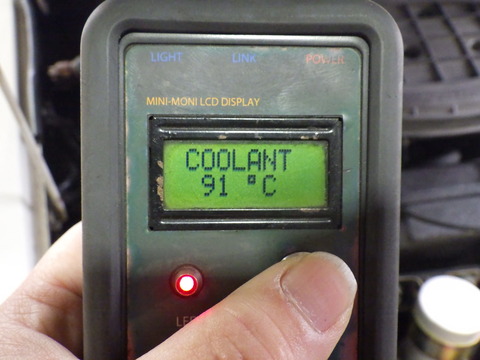 LIGHT LINK POWER
MINI-MONI LCD DISPLAY
COOLANT
91 °C